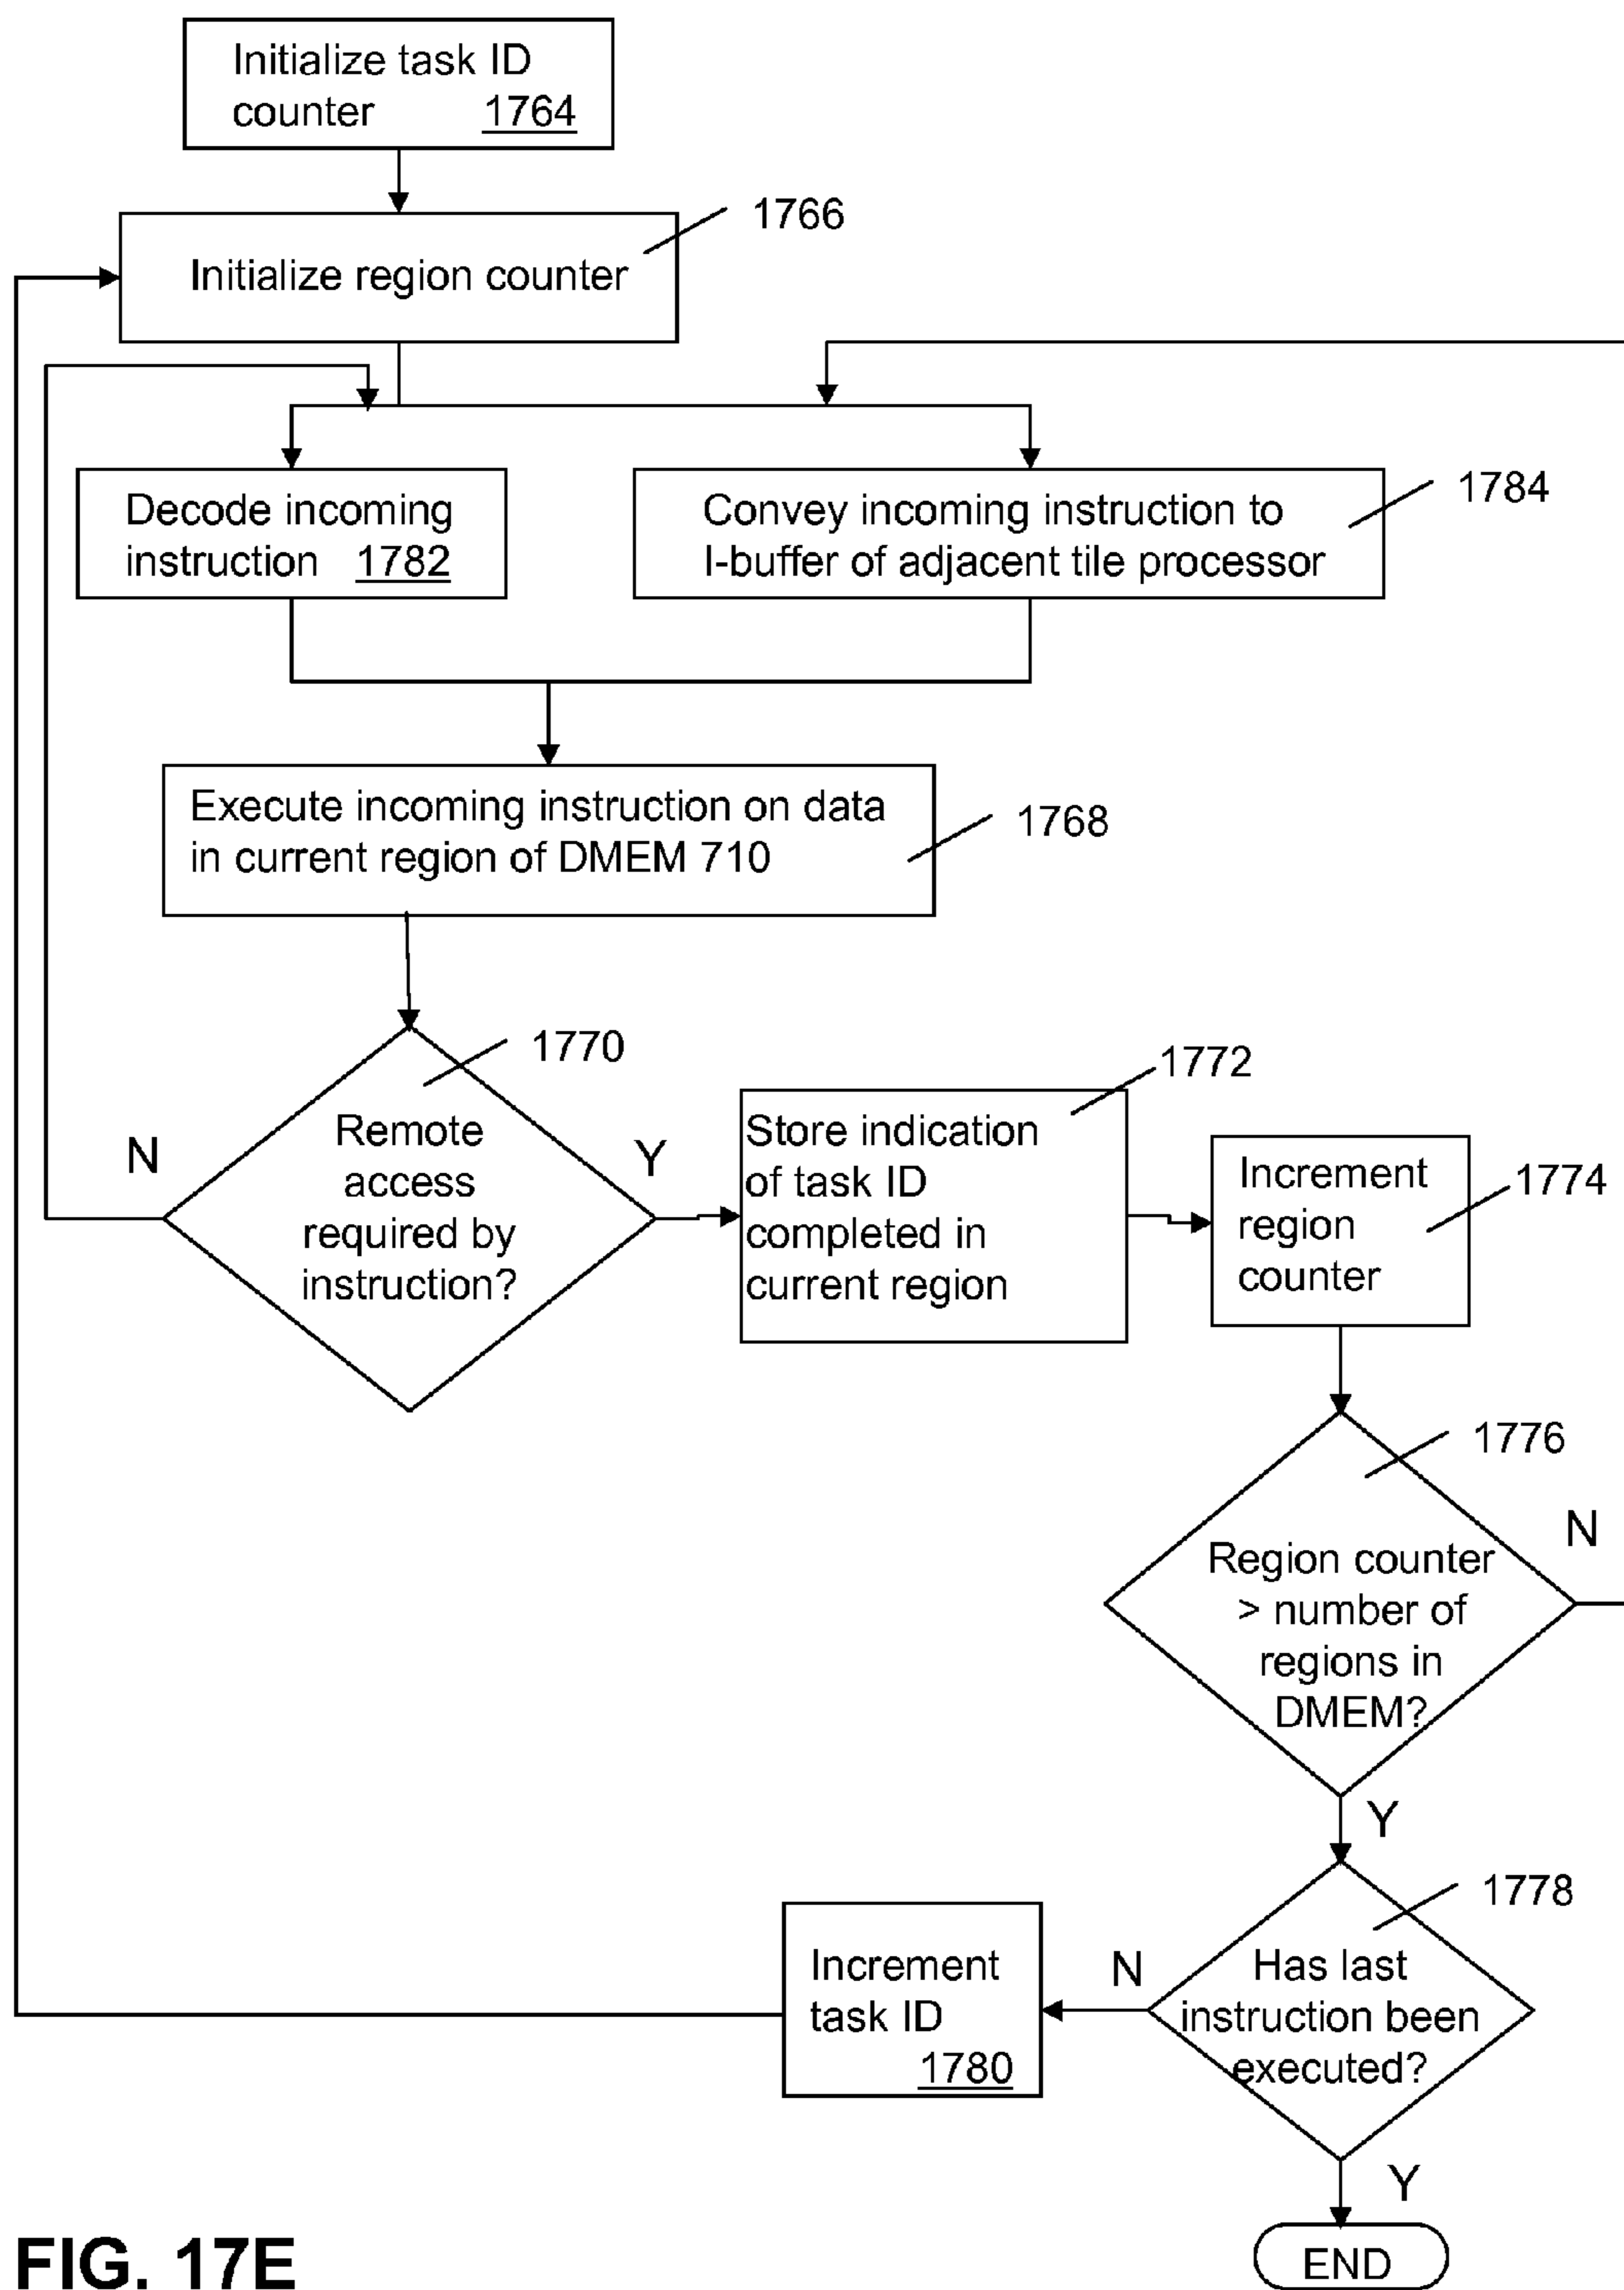 Initialize task ID
counter 1764
1766
Initialize region counter
Decode incoming
instruction 1782
Convey incoming instruction to
I-buffer of adjacent tile processor
1784
Execute incoming instruction on data
in current region of DMEM 710
1768
1770
Remote
access
required by
instruction?
N
Y
1772
Store indication
of task ID
completed in
current region
Increment
region
counter
1774
1776
Region counter
> number of
regions in
DMEM?
N
Y
1778
Has last
instruction been
executed?
N
Increment
task ID
1780
Y
END
FIG. 17E